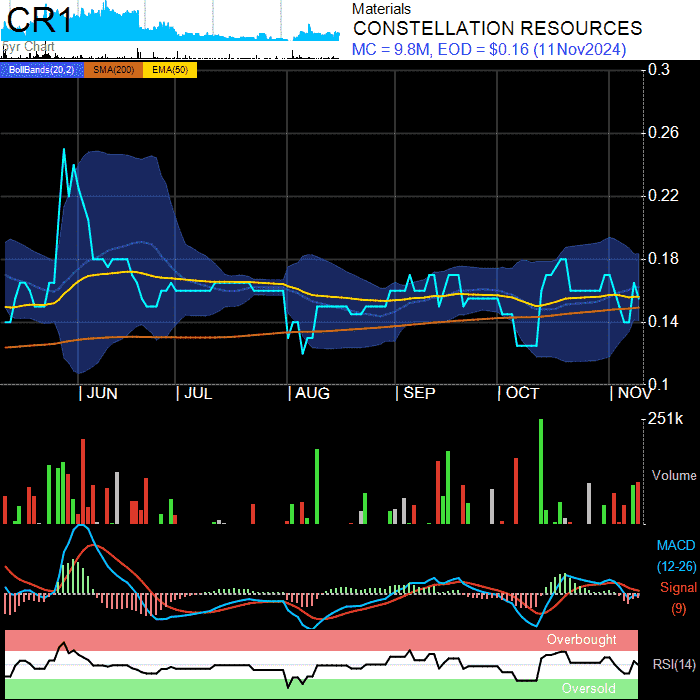 CR1
Materials
CONSTELLATION RESOURCES
MC = 9.8M, EOD = $0.16 (11Nov2024)
Chart
BollBands(20,2) SMA(200) EMA(50)
0.3
0.26
0.22
0.18
0.14
0.1
JUN JUL AUG SEP OCT NOV
251k
Volume
MACD
(12-26)
Signal
(9)
Overbought
RSI(14)
Oversold